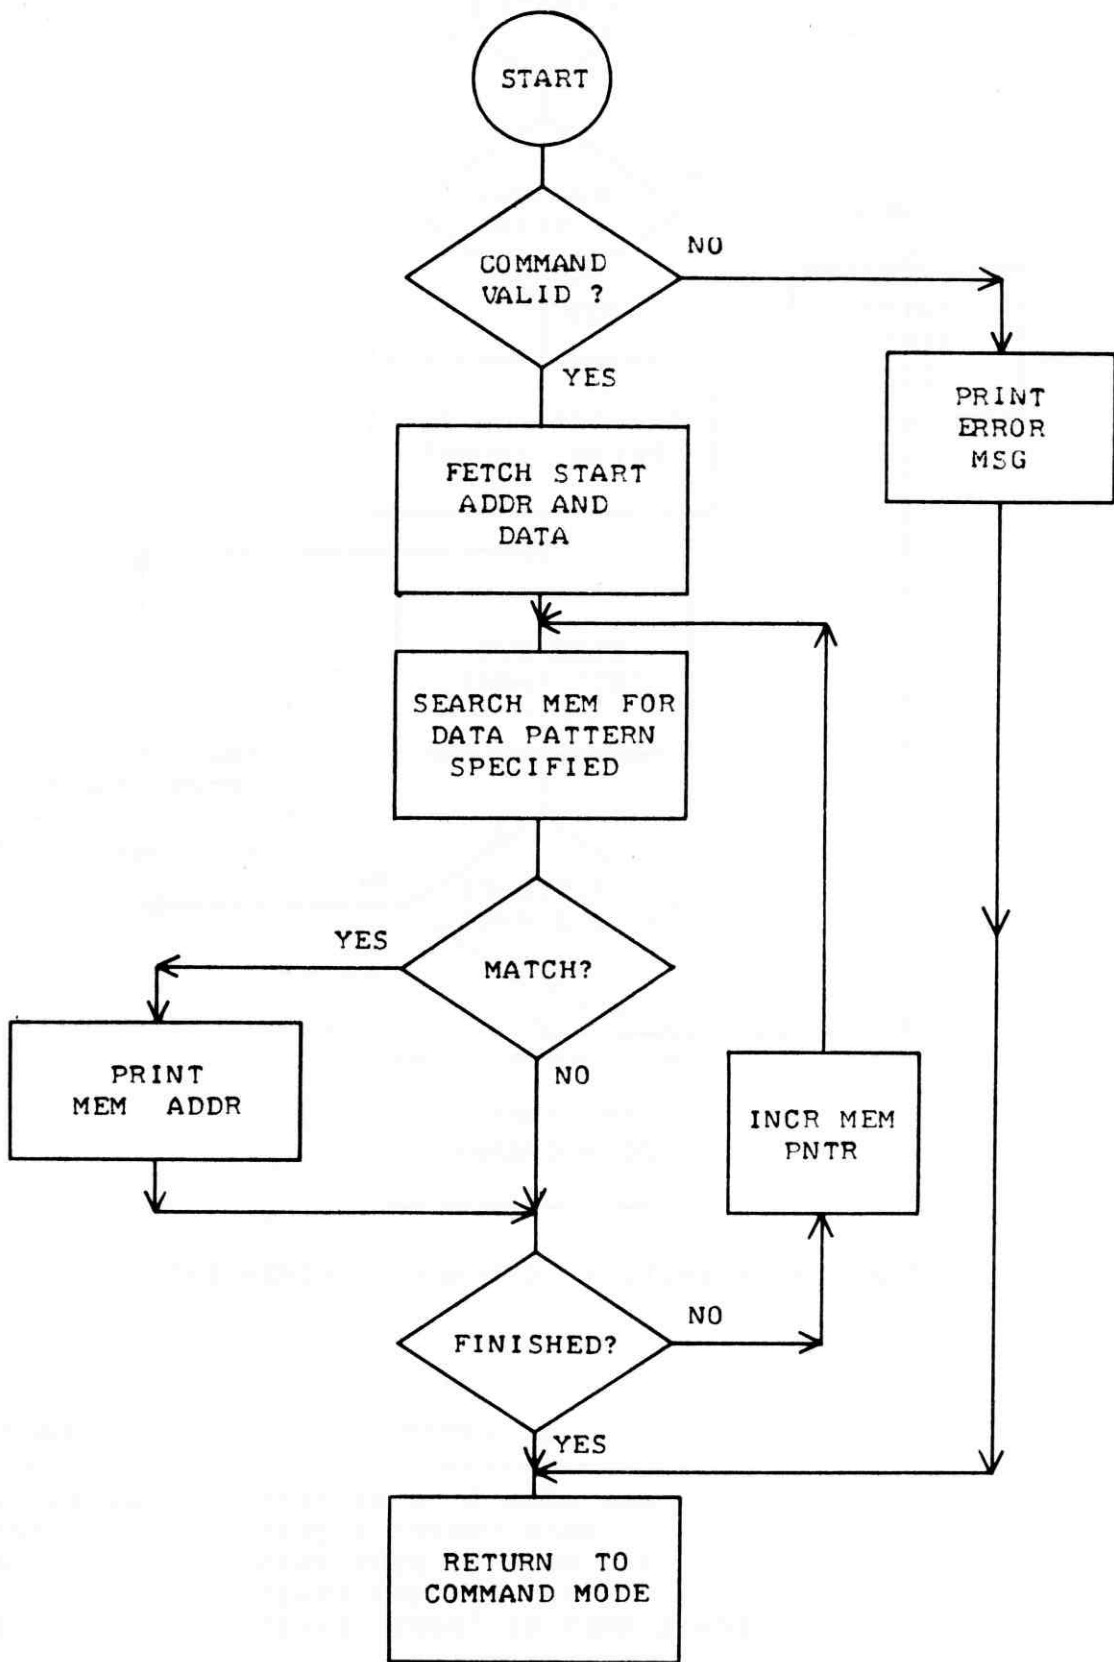 START
COMMAND
VALID ?
NO
YES
PRINT
ERROR
MSG
FETCH START
ADDR AND
DATA
SEARCH MEM FOR
DATA PATTERN
SPECIFIED
YES
MATCH?
NO
PRINT
MEM ADDR
INCR MEM
PNTR
FINISHED?
NO
YES
RETURN TO
COMMAND MODE